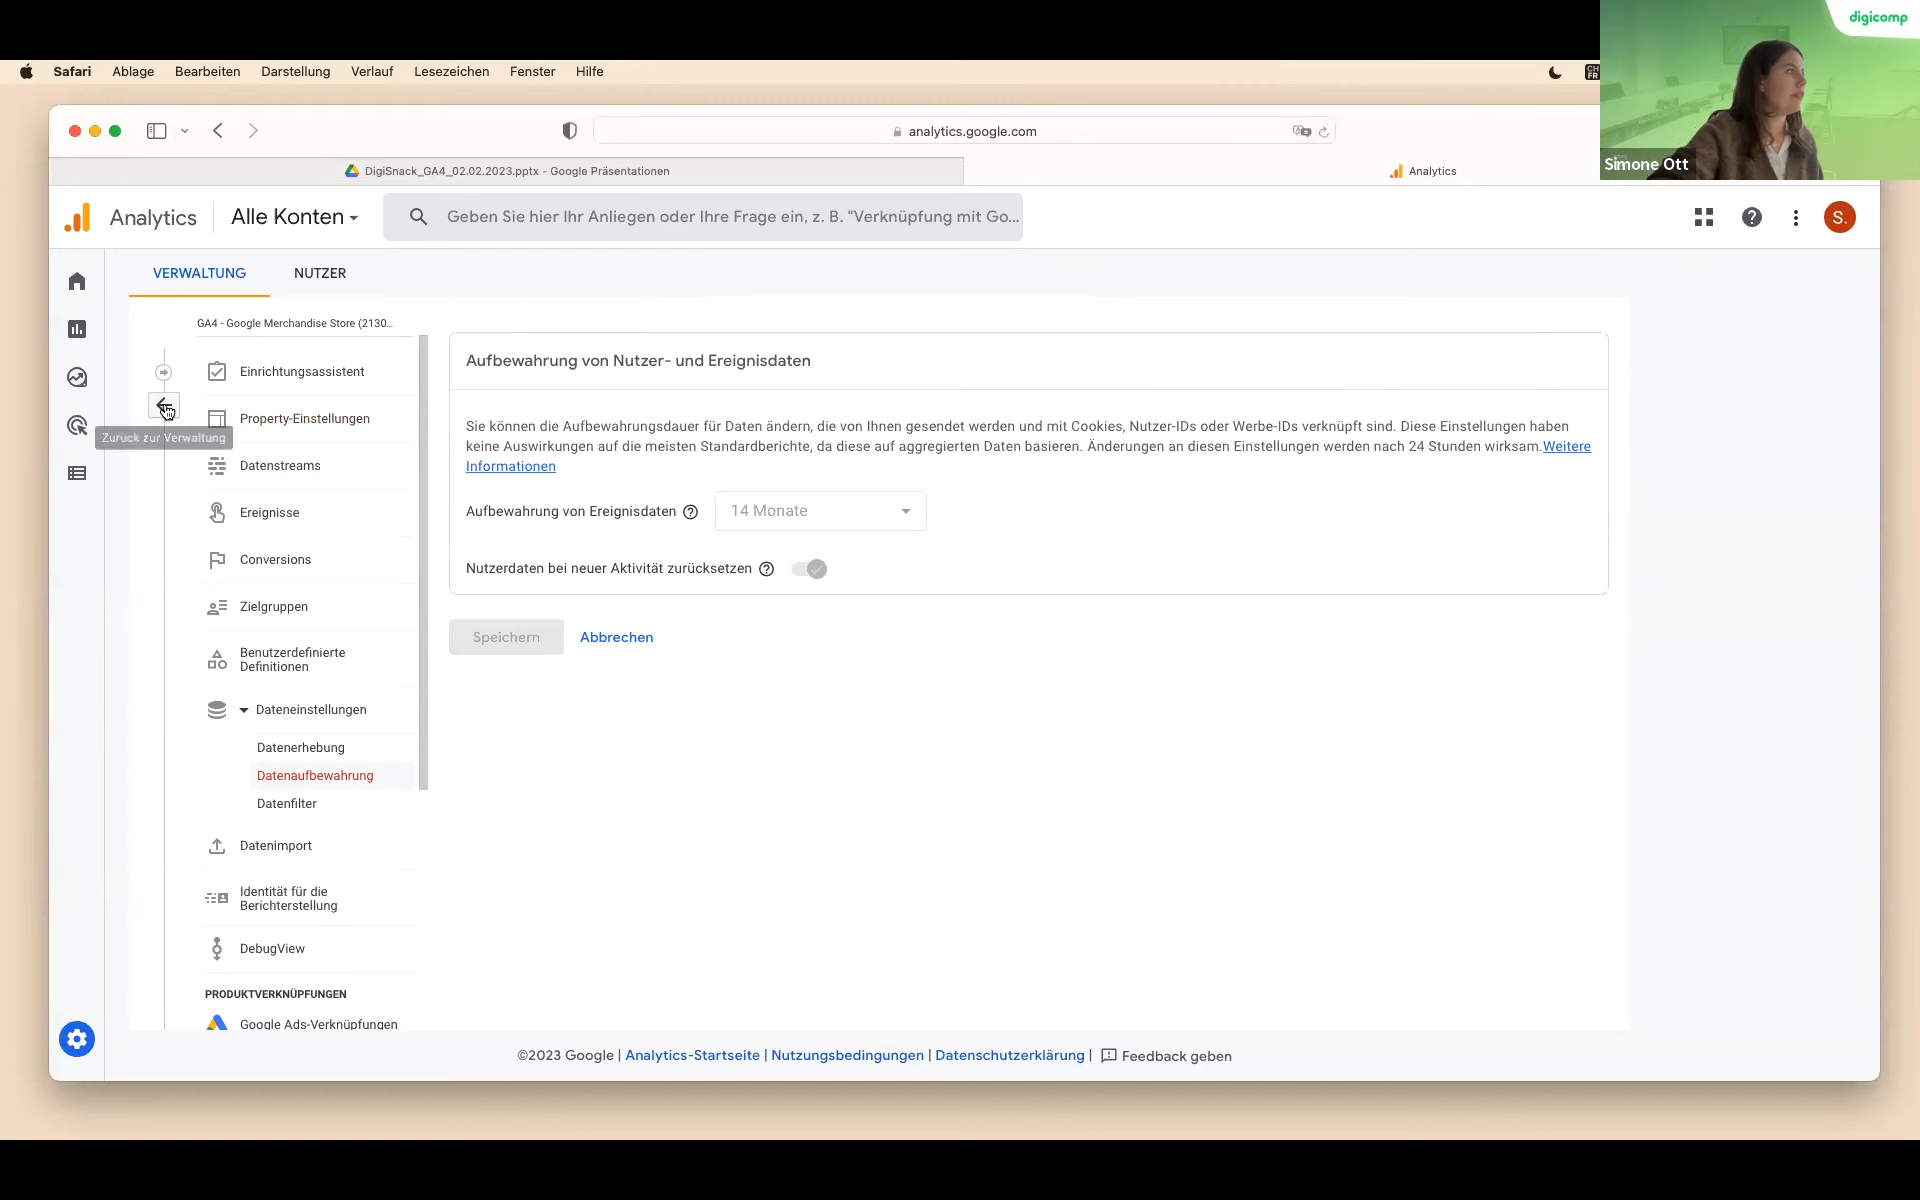 digicomp
Simone Ott
Safari Ablage Bearbeiten Darstellung Verlauf Lesezeichen Fenster Hilfe
CH
FR
analytics.google.com
DigiSnack_GA4_02.02.2023.pptx - Google Präsentationen
Analytics
Analytics
Alle Konten
Geben Sie hier Ihr Anliegen oder Ihre Frage ein, z. B. "Verknüpfung mit Go...
S.
VERWALTUNG
NUTZER
GA4 - Google Merchandise Store (2130...
Einrichtungsassistent
Property-Einstellungen
Zurück zur Verwaltung
Datenstreams
Ereignisse
Conversions
Zielgruppen
Benutzerdefinierte
Definitionen
Dateneinstellungen
Datenerhebung
Datenaufbewahrung
Datenfilter
Datenimport
Identität für die
Berichterstellung
DebugView
PRODUKTVERKNÜPFUNGEN
Google Ads-Verknüpfungen
Aufbewahrung von Nutzer- und Ereignisdaten
Sie können die Aufbewahrungsdauer für Daten ändern, die von Ihnen gesendet werden und mit Cookies, Nutzer-IDs oder Werbe-IDs verknüpft sind. Diese Einstellungen haben
keine Auswirkungen auf die meisten Standardberichte, da diese auf aggregierten Daten basieren. Änderungen an diesen Einstellungen werden nach 24 Stunden wirksam.Weitere
Informationen
Aufbewahrung von Ereignisdaten
14 Monate
Nutzerdaten bei neuer Aktivität zurücksetzen
Speichern
Abbrechen
©2023 Google | Analytics-Startseite | Nutzungsbedingungen | Datenschutzerklärung | Feedback geben